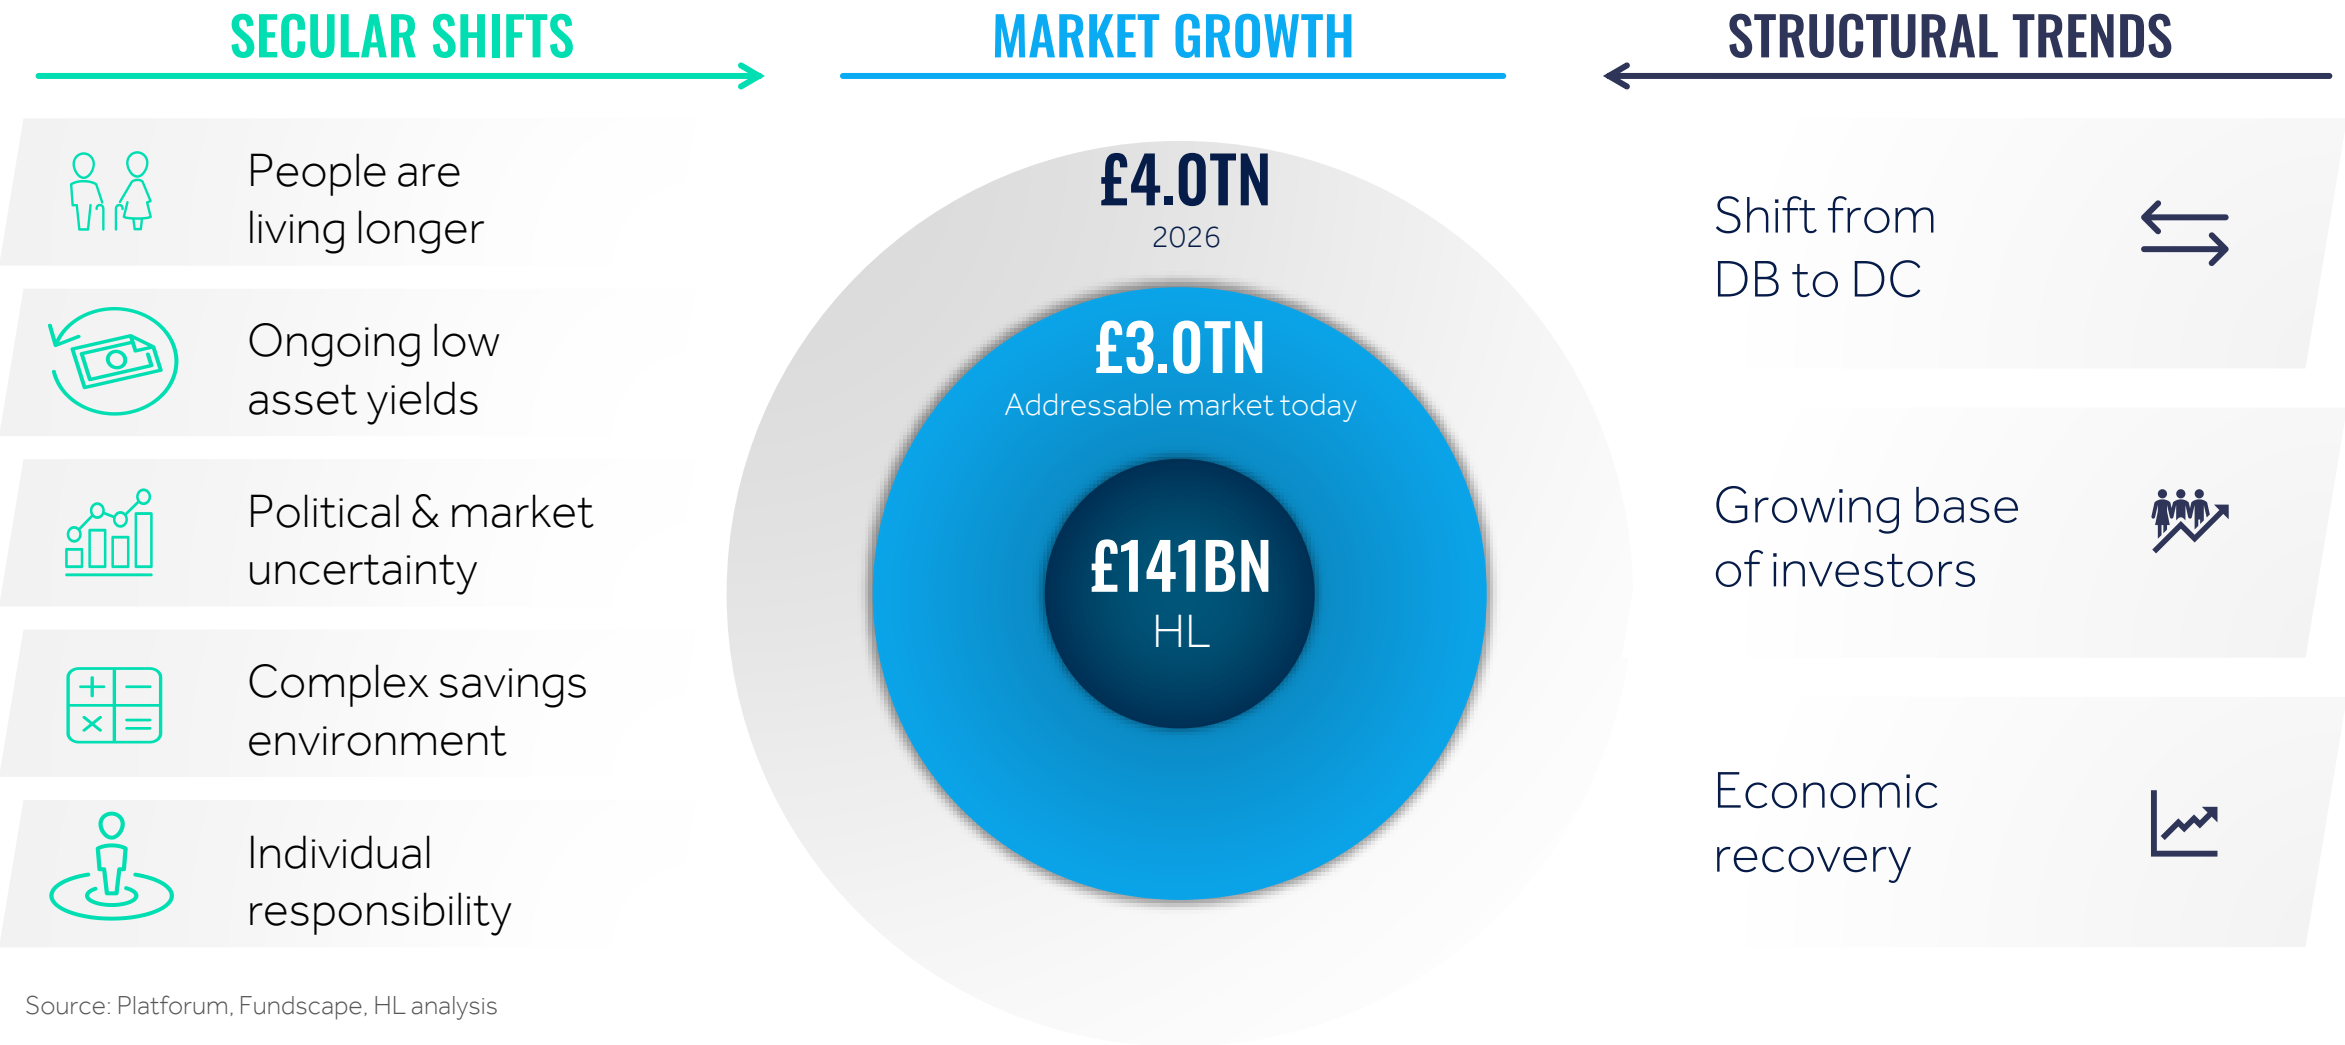 SECULAR SHIFTS
People are
living longer
Ongoing low
asset yields
Political & market
uncertainty
Complex savings
environment
Individual
responsibility
MARKET GROWTH
£4.0TN
2026
£3.0TN
Addressable market today
£141BN
HL
STRUCTURAL TRENDS
Shift from
DB to DC
Growing base
of investors
Economic
recovery
Source: Platforum, Fundscape, HL analysis